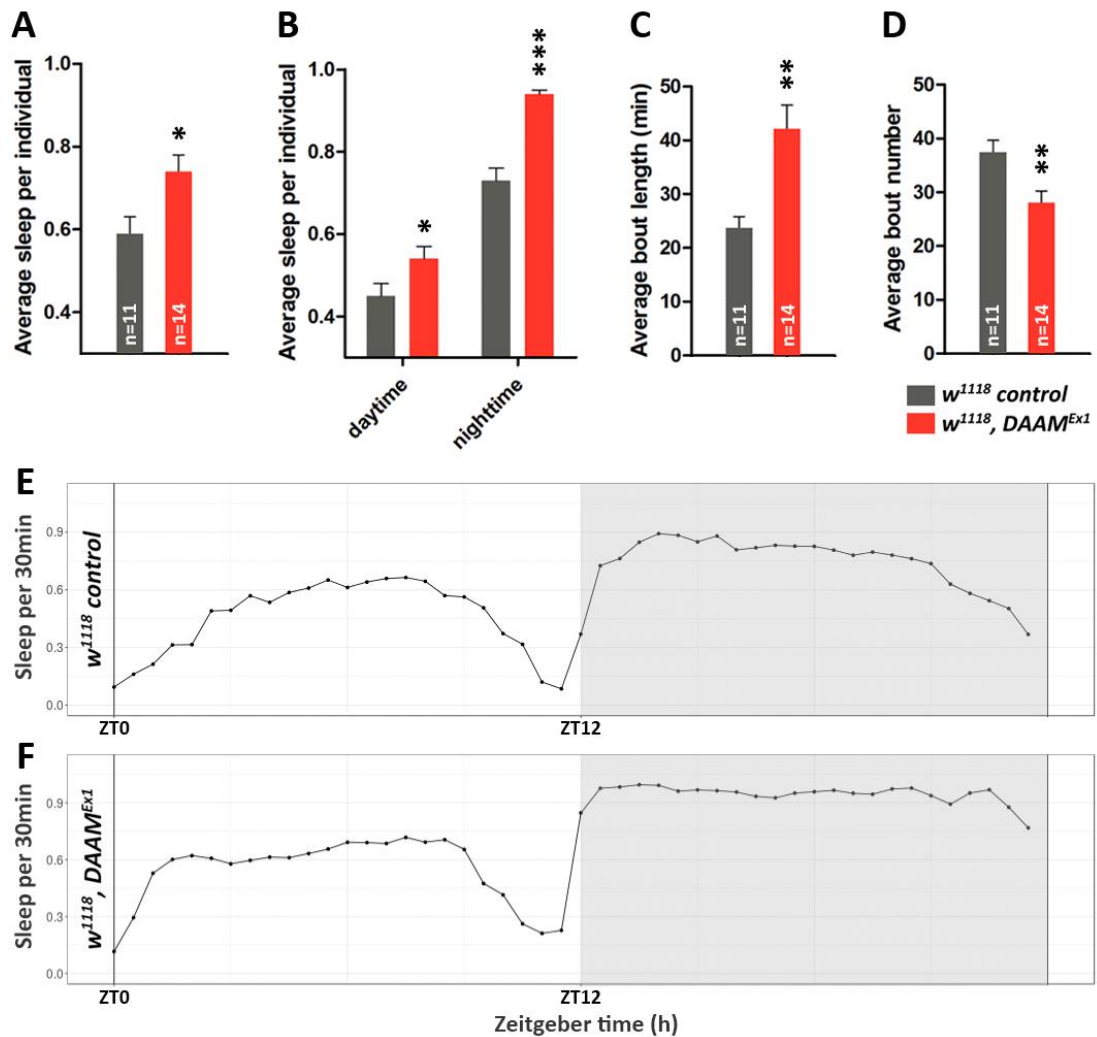 A
Average sleep per individual
1.0
0.8
0.6
0.4
*
n=11
n=14
B
Average sleep per individual
1.0
0.8
0.6
0.4
*
***
daytime
nighttime
C
Average bout length (min)
50
40
30
20
10
0
**
n=11
n=14
D
Average bout number
50
40
30
20
10
0
**
n=11
n=14
w1118 control
w1118, DAAMEx1
E
Sleep per 30min
w1118 control
0.9
0.6
0.3
0.0
ZT0
ZT12
F
Sleep per 30min
w1118, DAAMEx1
0.9
0.6
0.3
0.0
ZT0
ZT12
Zeitgeber time (h)